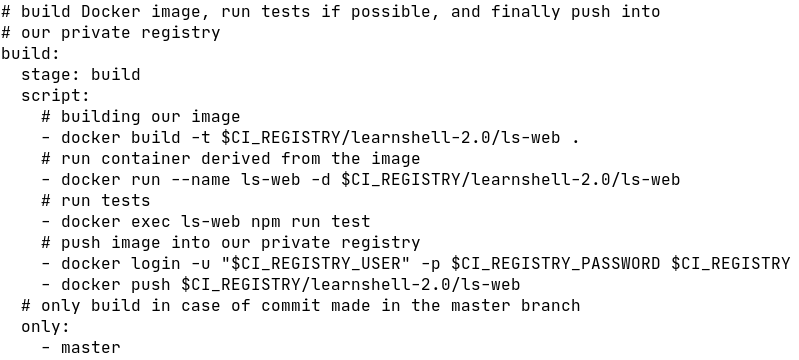 # build Docker image, run tests if possible, and finally push into
# our private registry
build:
  stage: build
  script:
    # building our image
    - docker build -t $CI_REGISTRY/learnshell-2.0/ls-web .
    # run container derived from the image
    - docker run --name ls-web -d $CI_REGISTRY/learnshell-2.0/ls-web
    # run tests
    - docker exec ls-web npm run test
    # push image into our private registry
    - docker login -u "$CI_REGISTRY_USER" -p $CI_REGISTRY_PASSWORD $CI_REGISTRY
    - docker push $CI_REGISTRY/learnshell-2.0/ls-web
  # only build in case of commit made in the master branch
  only:
    - master